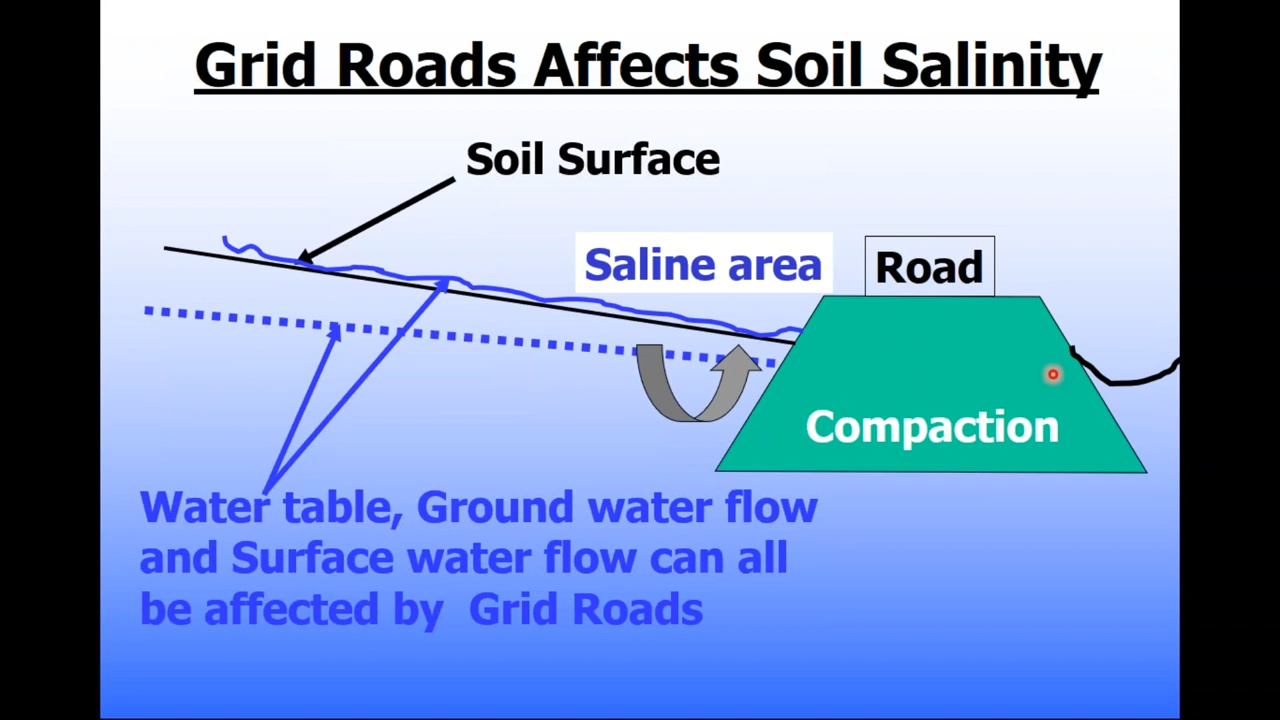 Grid Roads Affects Soil Salinity
Soil Surface
Saline area
Road
Compaction
Water table, Ground water flow
and Surface water flow can all
be affected by Grid Roads